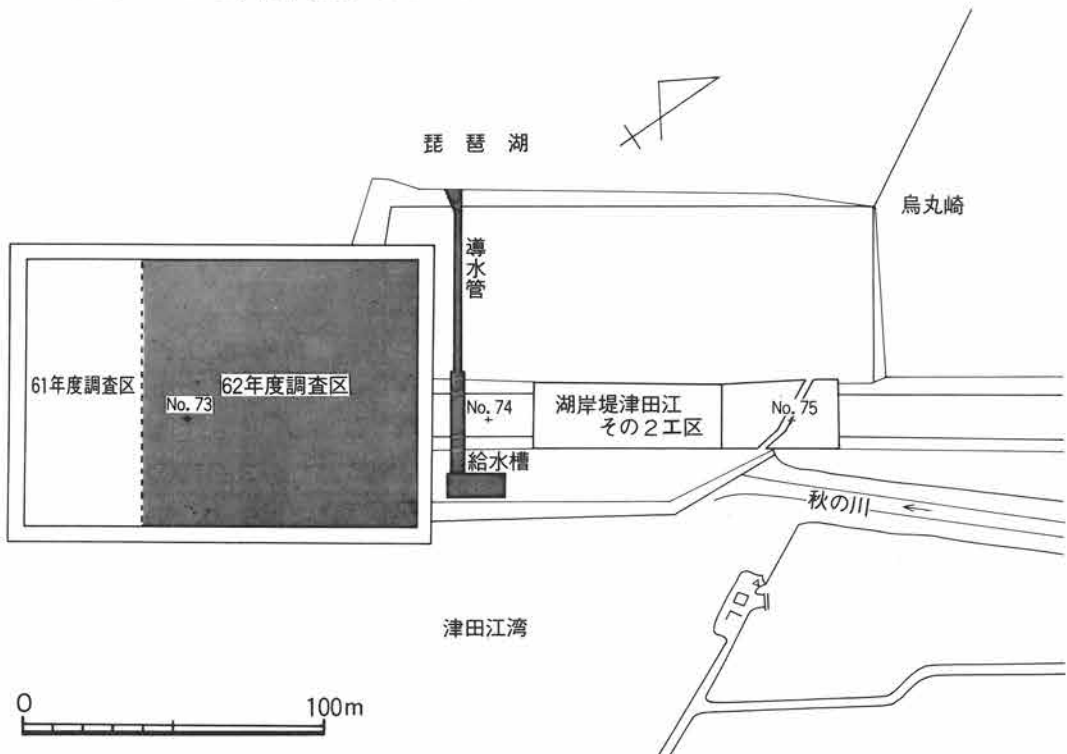 琵琶湖
烏丸崎
導水管
61年度調査区
62年度調査区
No. 73
No. 74
湖岸堤津田江
その2工区
No. 75
給水槽
秋の川
津田江湾
0
100m